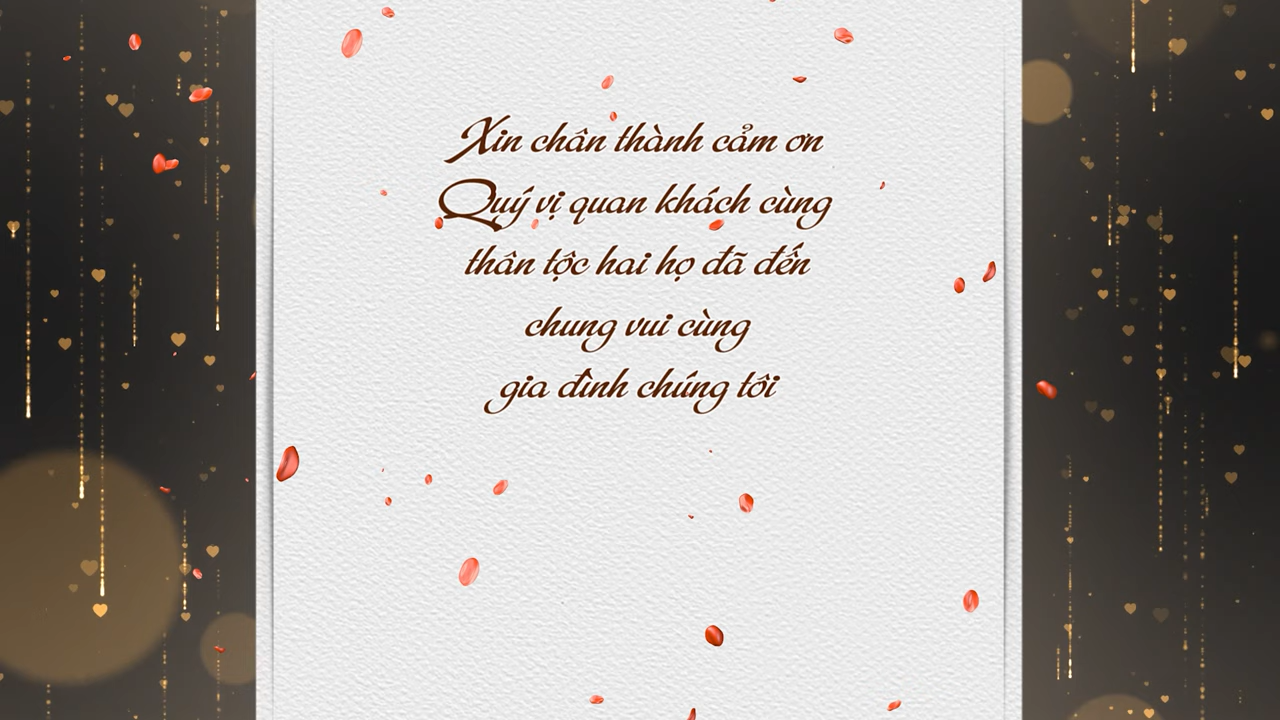 Xin chân thành cảm ơn
Quý vị quan khách cùng
thân tộc hai họ đã đến
chung vui cùng
gia đình chúng tôi